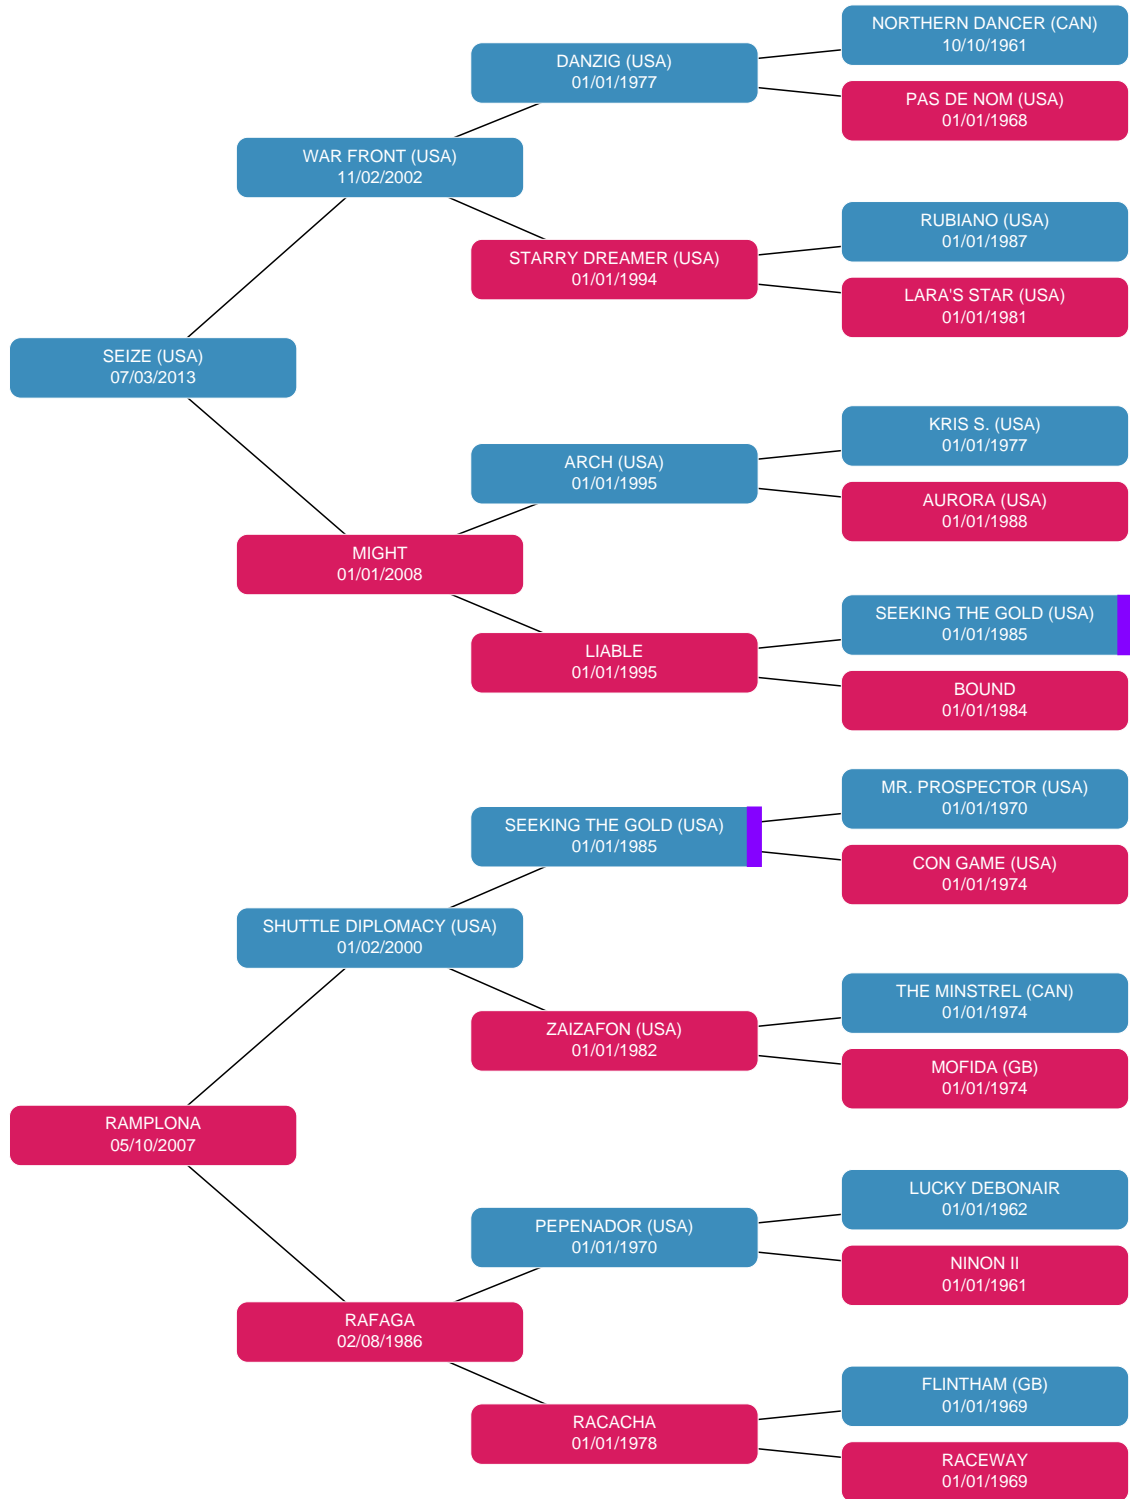 NORTHERN DANCER (CAN)
10/10/1961
DANZIG (USA)
01/01/1977
PAS DE NOM (USA)
01/01/1968
WAR FRONT (USA)
11/02/2002
RUBIANO (USA)
01/01/1987
STARRY DREAMER (USA)
01/01/1994
LARA'S STAR (USA)
01/01/1981
SEIZE (USA)
07/03/2013
KRIS S. (USA)
01/01/1977
ARCH (USA)
01/01/1995
AURORA (USA)
01/01/1988
MIGHT
01/01/2008
SEEKING THE GOLD (USA)
01/01/1985
LIABLE
01/01/1995
BOUND
01/01/1984
MR. PROSPECTOR (USA)
01/01/1970
SEEKING THE GOLD (USA)
01/01/1985
CON GAME (USA)
01/01/1974
SHUTTLE DIPLOMACY (USA)
01/02/2000
THE MINSTREL (CAN)
01/01/1974
ZAIZAFON (USA)
01/01/1982
MOFIDA (GB)
01/01/1974
RAMPLONA
05/10/2007
LUCKY DEBONAIR
01/01/1962
PEPENADOR (USA)
01/01/1970
NINON II
01/01/1961
RAFAGA
02/08/1986
FLINTHAM (GB)
01/01/1969
RACACHA
01/01/1978
RACEWAY
01/01/1969